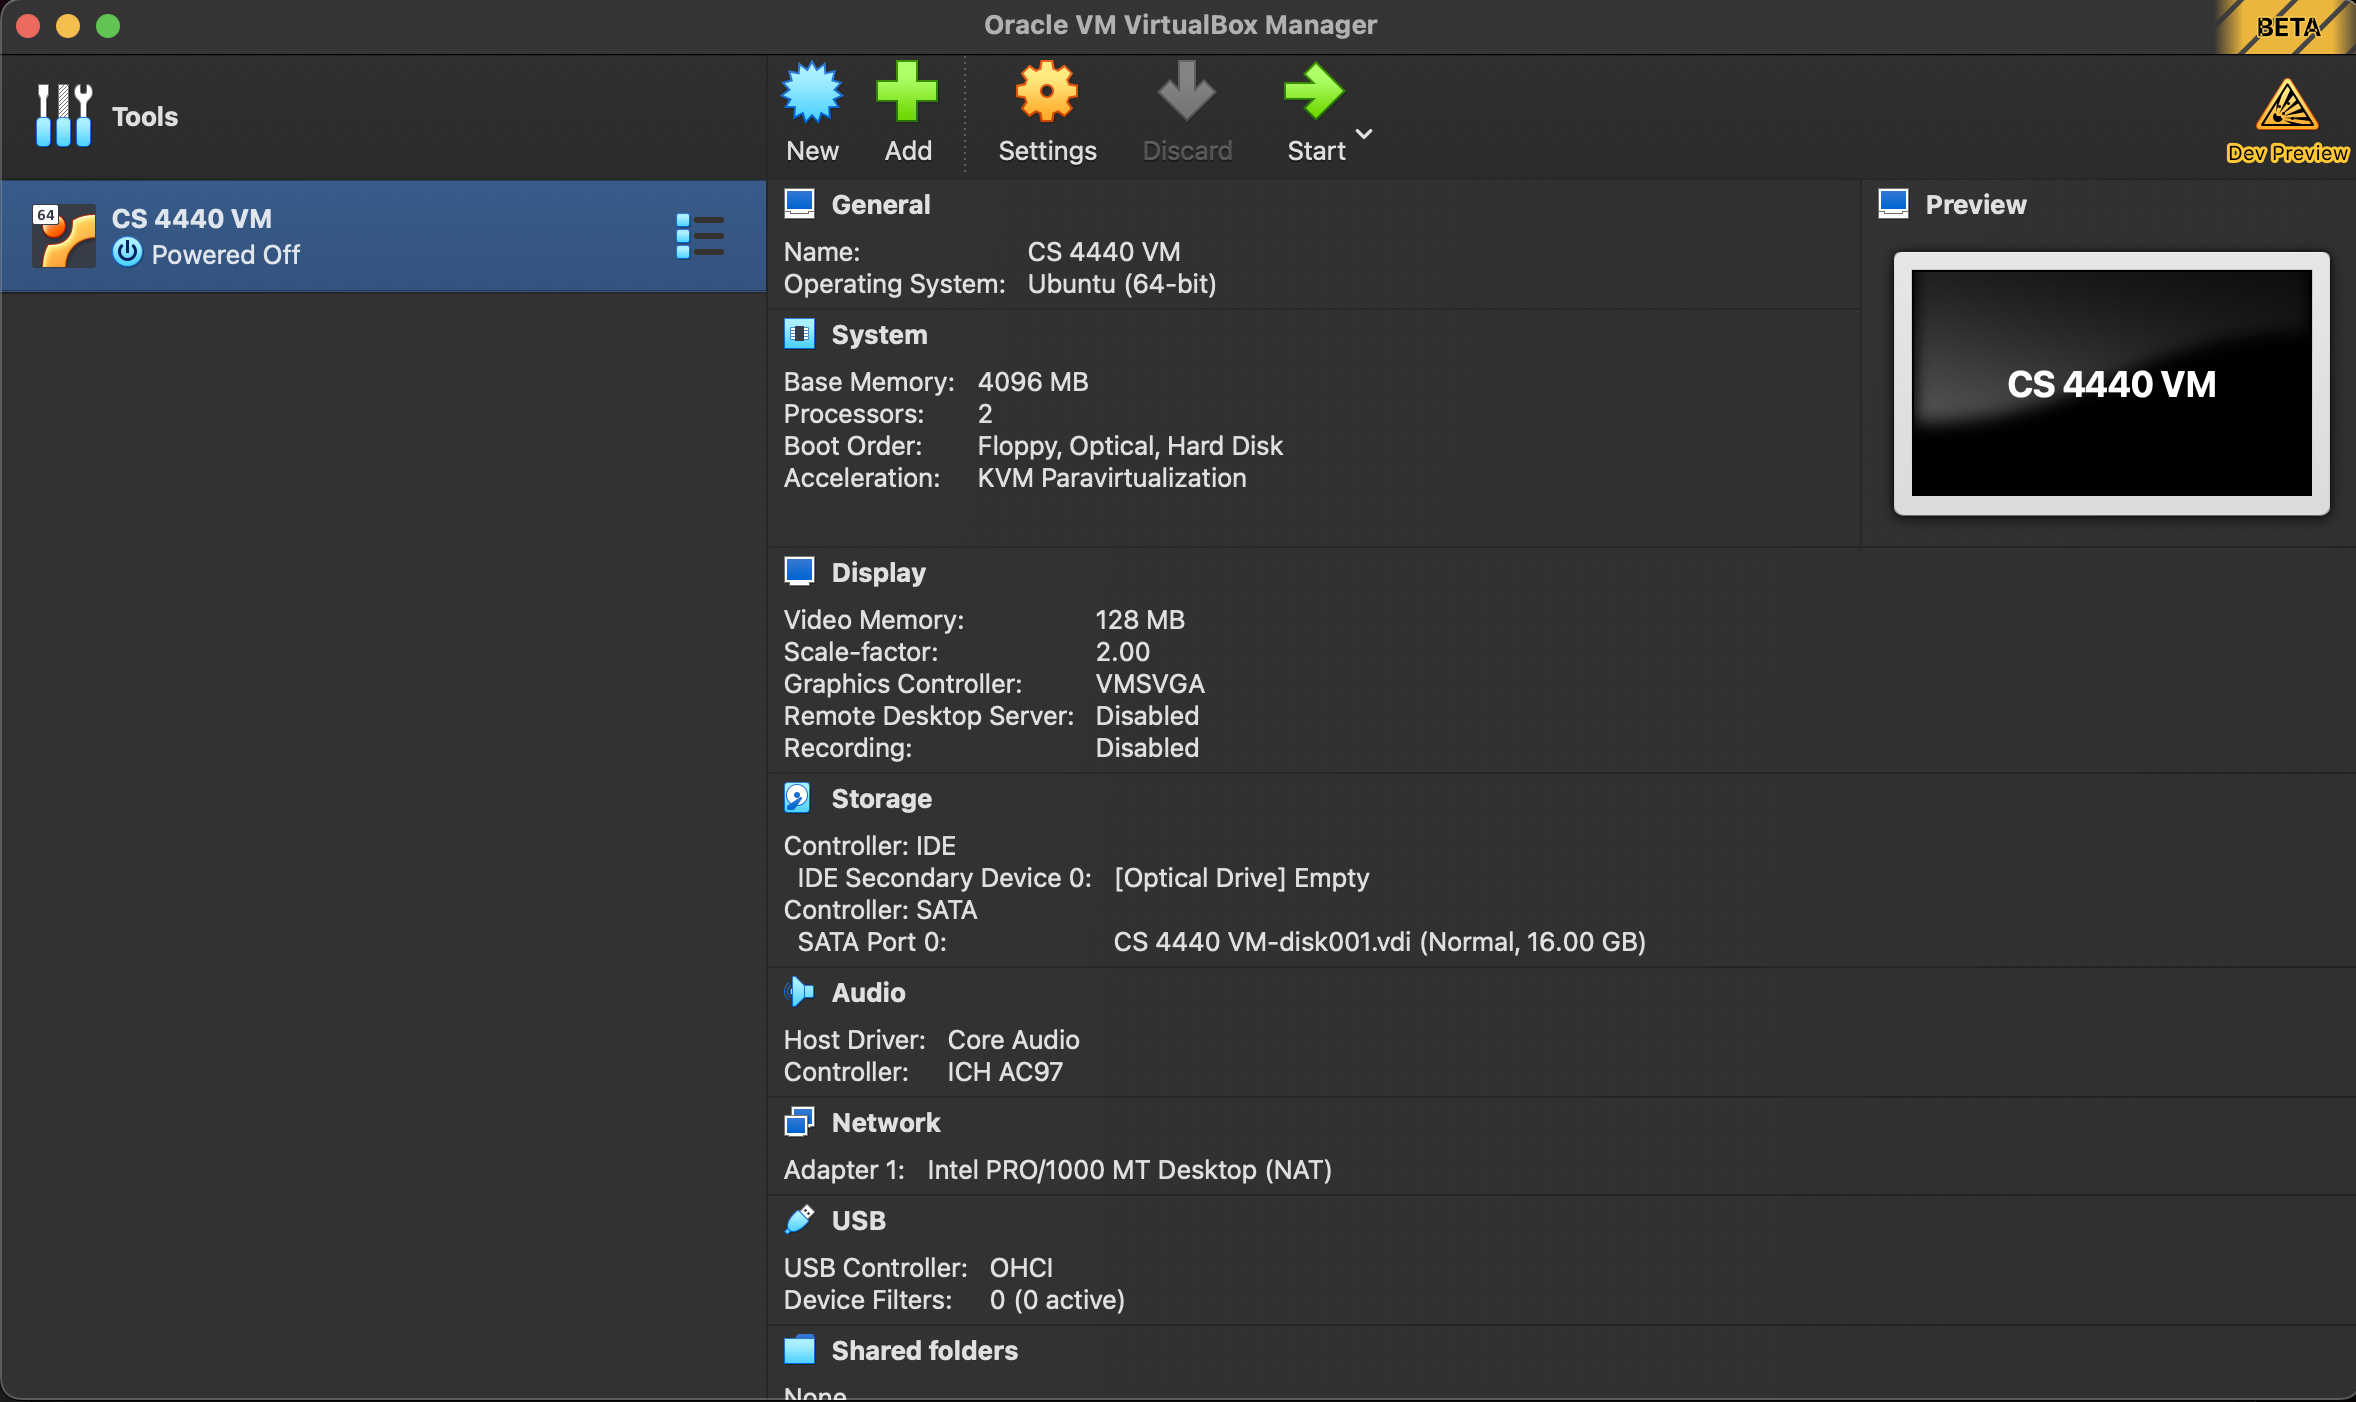 Oracle VM VirtualBox Manager
BETA
Tools
New
Add
Settings
Discard
Start
Dev Preview
64
CS 4440 VM
Powered Off
General
Name: CS 4440 VM
Operating System: Ubuntu (64-bit)
Preview
CS 4440 VM
System
Base Memory: 4096 MB
Processors: 2
Boot Order: Floppy, Optical, Hard Disk
Acceleration: KVM Paravirtualization
Display
Video Memory: 128 MB
Scale-factor: 2.00
Graphics Controller: VMSVGA
Remote Desktop Server: Disabled
Recording: Disabled
Storage
Controller: IDE
IDE Secondary Device 0: [Optical Drive] Empty
Controller: SATA
SATA Port 0: CS 4440 VM-disk001.vdi (Normal, 16.00 GB)
Audio
Host Driver: Core Audio
Controller: ICH AC97
Network
Adapter 1: Intel PRO/1000 MT Desktop (NAT)
USB
USB Controller: OHCI
Device Filters: 0 (0 active)
Shared folders
None